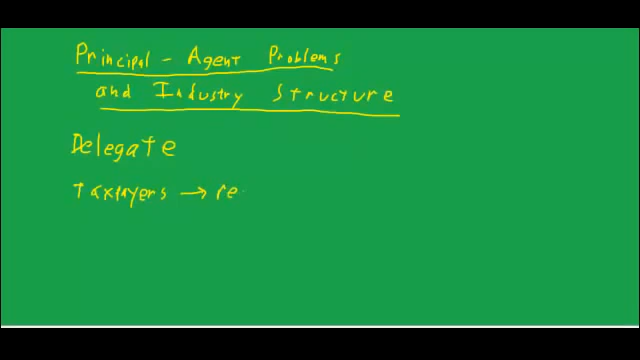 Principal - Agent Problems
and Industry Structure
Delegate
Taxpayers → re